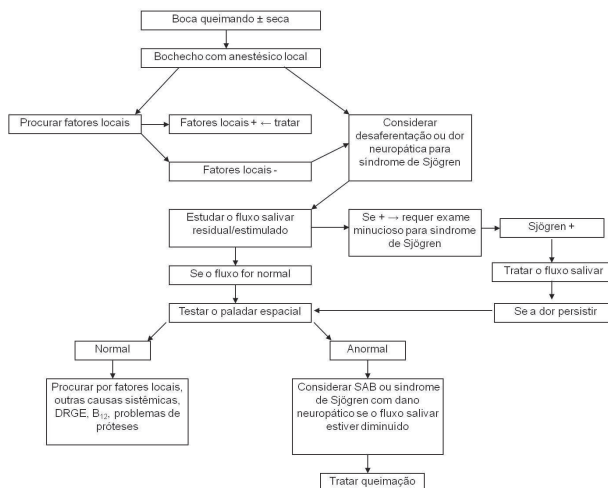 Boca queimando ± seca
Bochecho com anestésico local
Procurar fatores locais
Fatores locais + ← tratar
Fatores locais -
Considerar
desaferentação ou dor
neuropática para
síndrome de Sjögren
Estudar o fluxo salivar
residual/estimulado
Se + → requer exame
minucioso para síndrome
de Sjögren
Sjögren +
Tratar o fluxo salivar
Se o fluxo for normal
Se a dor persistir
Testar o paladar espacial
Normal
Anormal
Procurar por fatores locais,
outras causas sistêmicas,
DRGE, B₁₂, problemas de
próteses
Considerar SAB ou síndrome
de Sjögren com dano
neuropático se o fluxo salivar
estiver diminuido
Tratar queimação